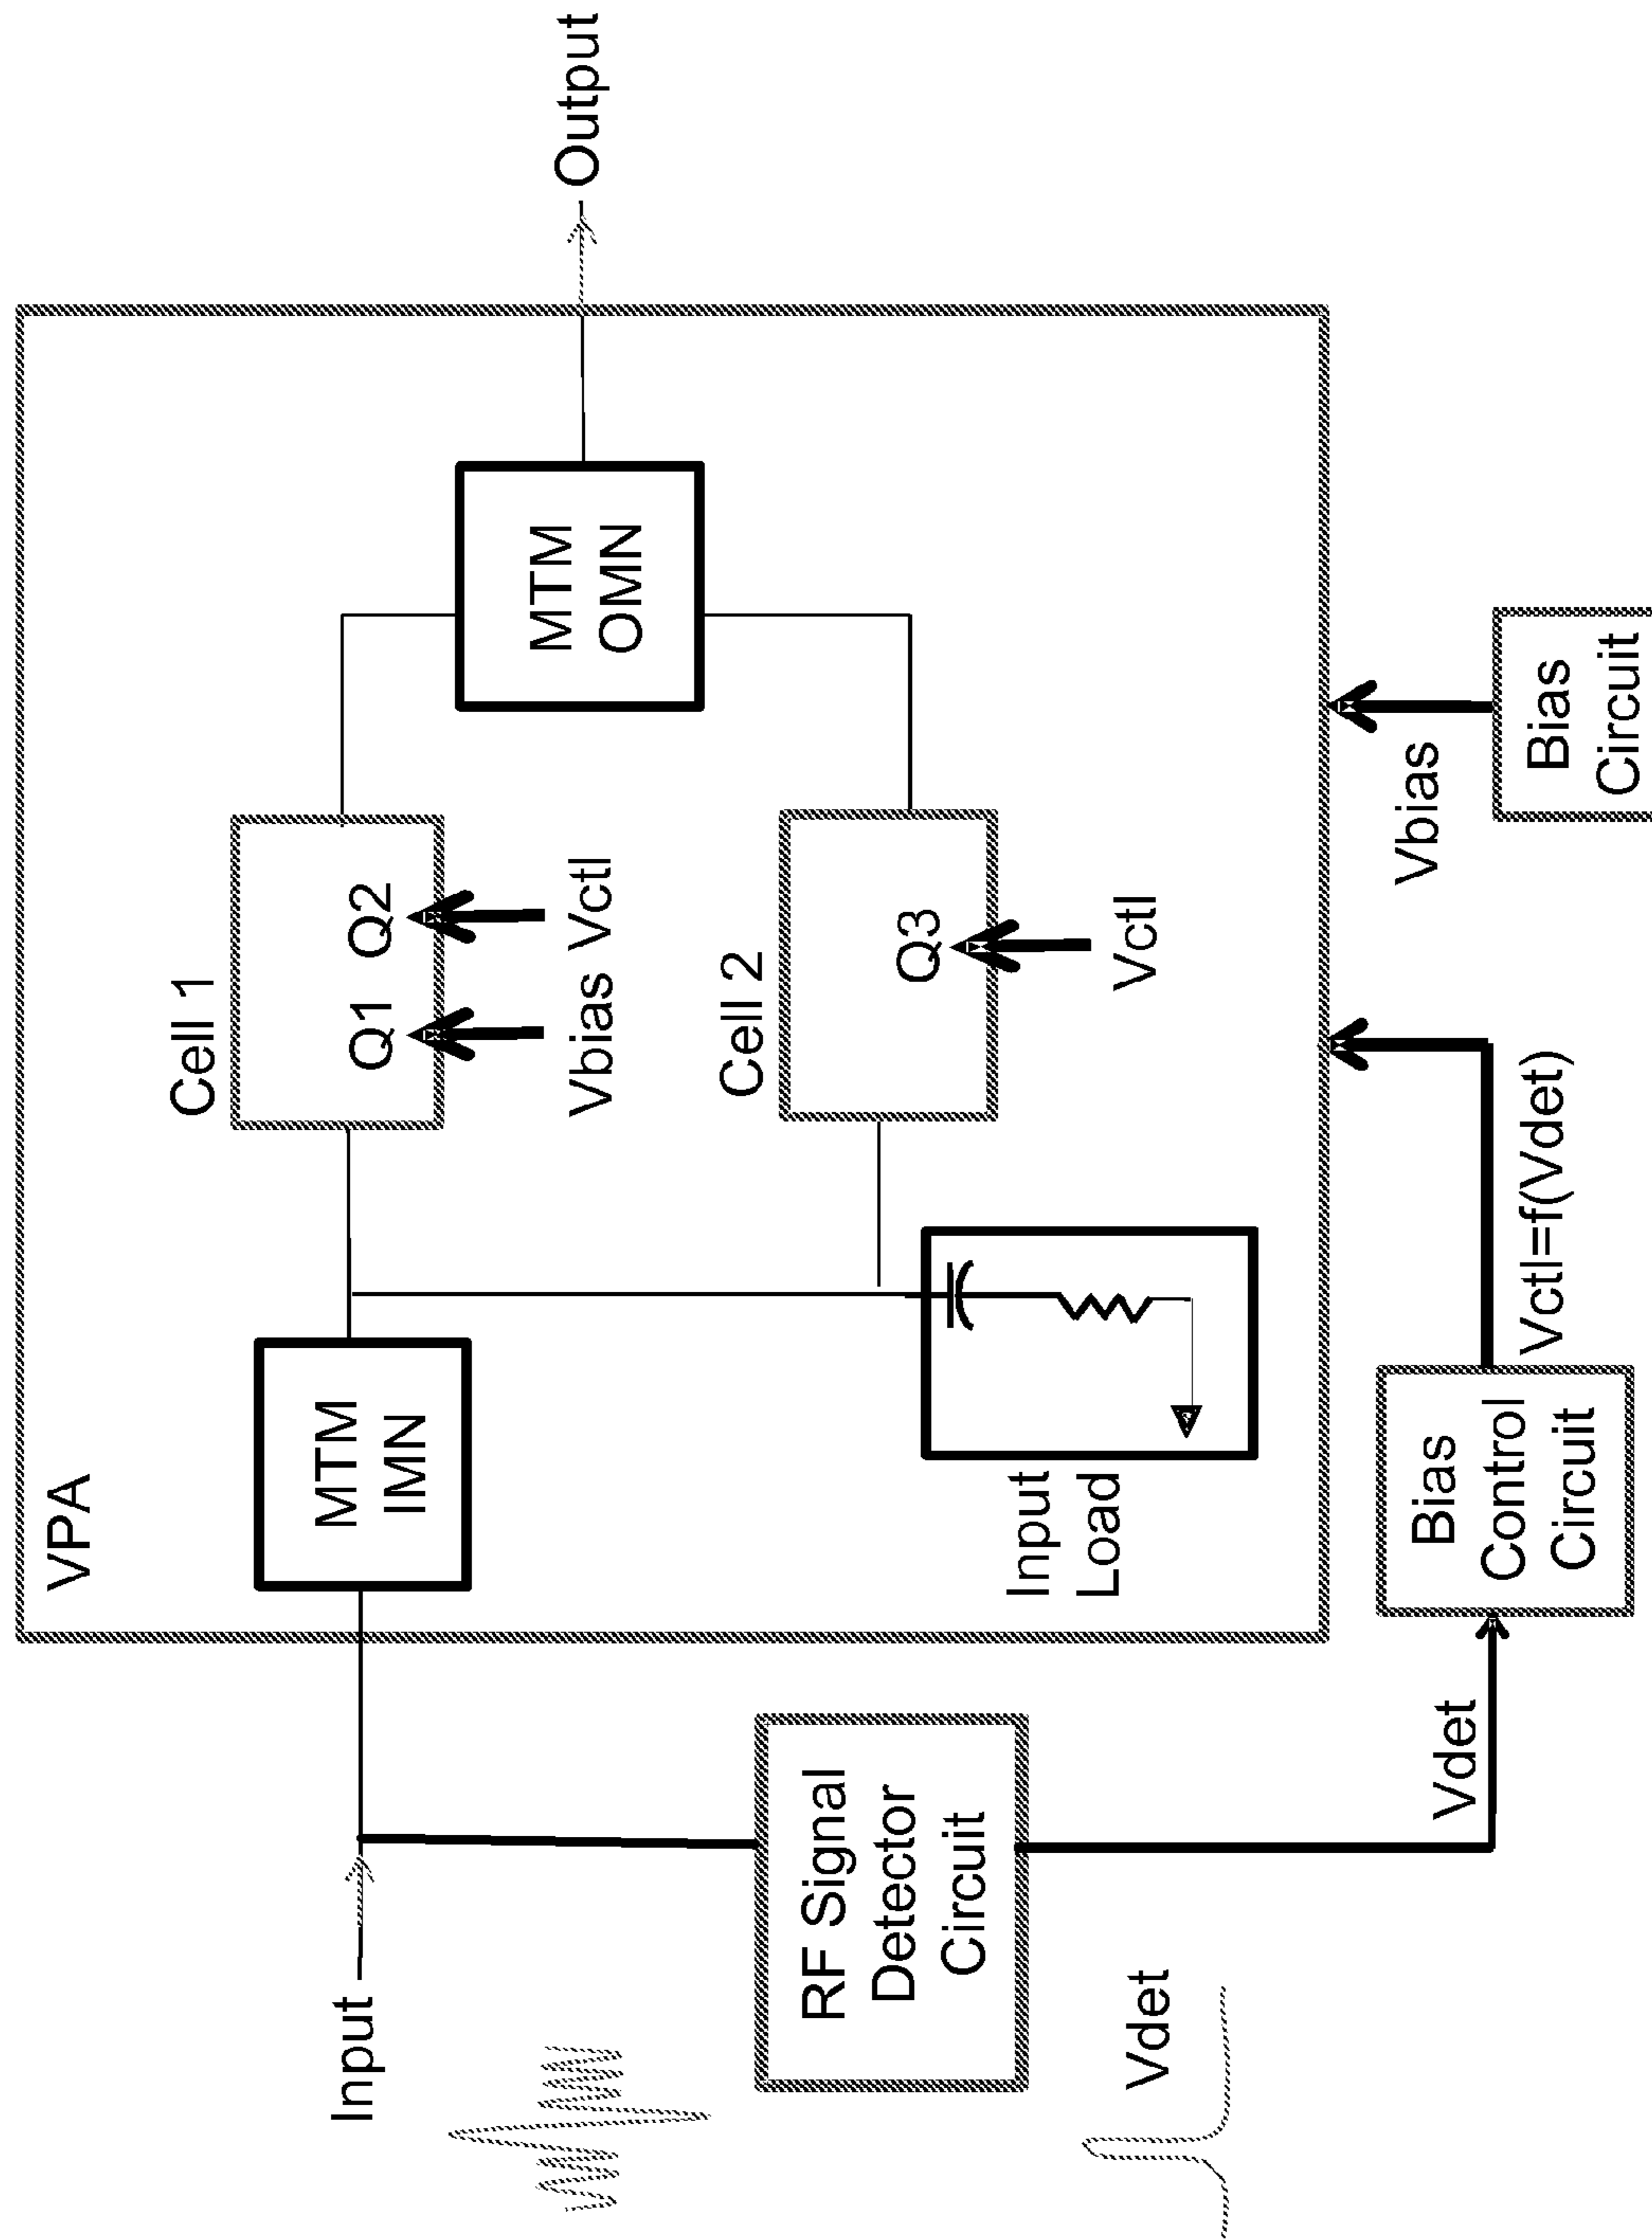 VPA
Input
MTM
IMN
Cell 1
Q1 Q2
Vbias Vctl
MTM
OMN
Output
Cell 2
Q3
Vctl
Input
Load
RF Signal
Detector
Circuit
Vdet
Vdet
Bias
Control
Circuit
Vctl=f(Vdet)
Vbias
Bias
Circuit